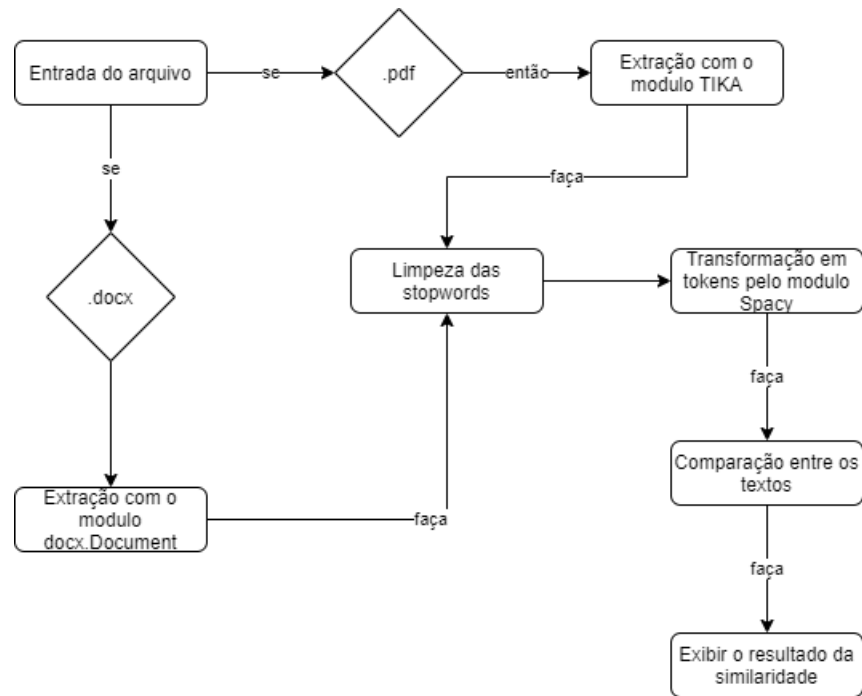 Entrada do arquivo
se
.pdf
então
Extração com o
modulo TIKA
se
faça
.docx
Limpeza das
stopwords
Transformação em
tokens pelo modulo
Spacy
faça
Comparação entre os
textos
Extração com o
modulo
docx.Document
faça
faça
Exibir o resultado da
similaridade